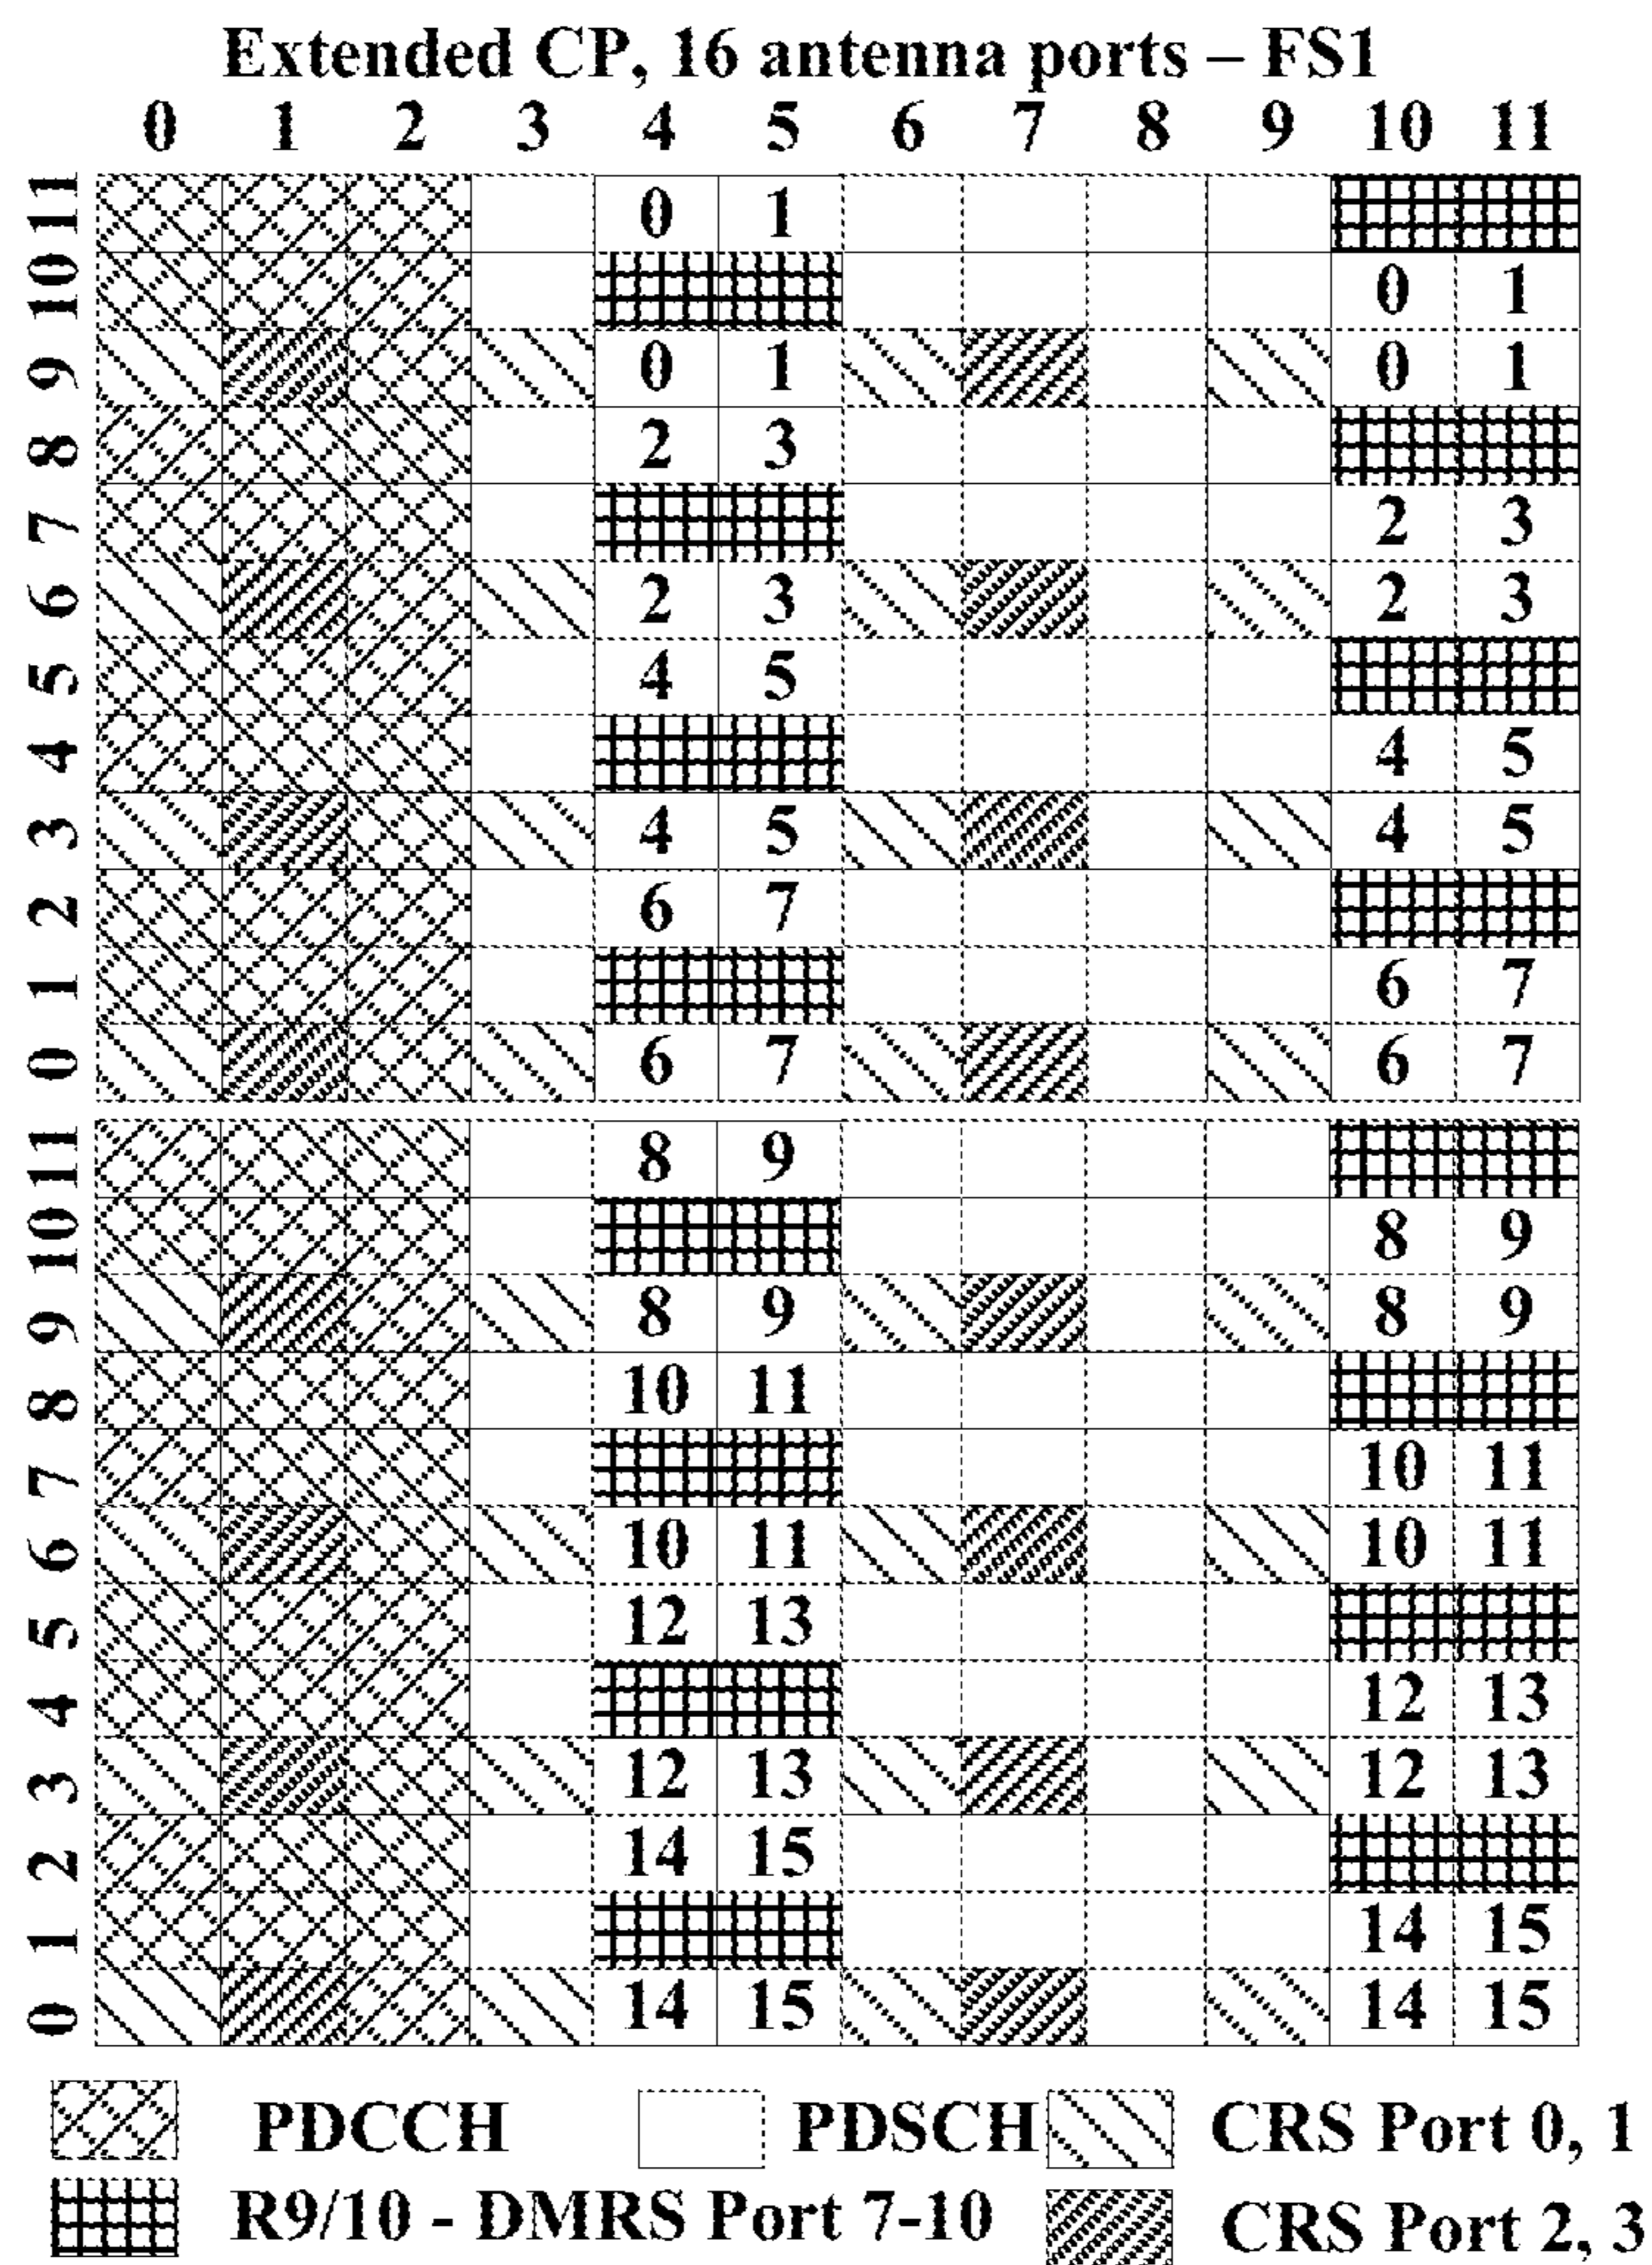 Extended CP, 16 antenna ports – FS1
0 1 2 3 4 5 6 7 8 9 10 11
11 0 1
10 0 1
9 0 1 0 1
8 2 3
7 2 3
6 2 3 2 3
5 4 5
4 4 5
3 4 5 4 5
2 6 7
1 6 7
0 6 7 6 7
11 8 9
10 8 9
9 8 9 8 9
8 10 11
7 10 11
6 10 11 10 11
5 12 13
4 12 13
3 12 13 12 13
2 14 15
1 14 15
0 14 15 14 15
PDCCH PDSCH CRS Port 0, 1
R9/10 - DMRS Port 7-10 CRS Port 2, 3